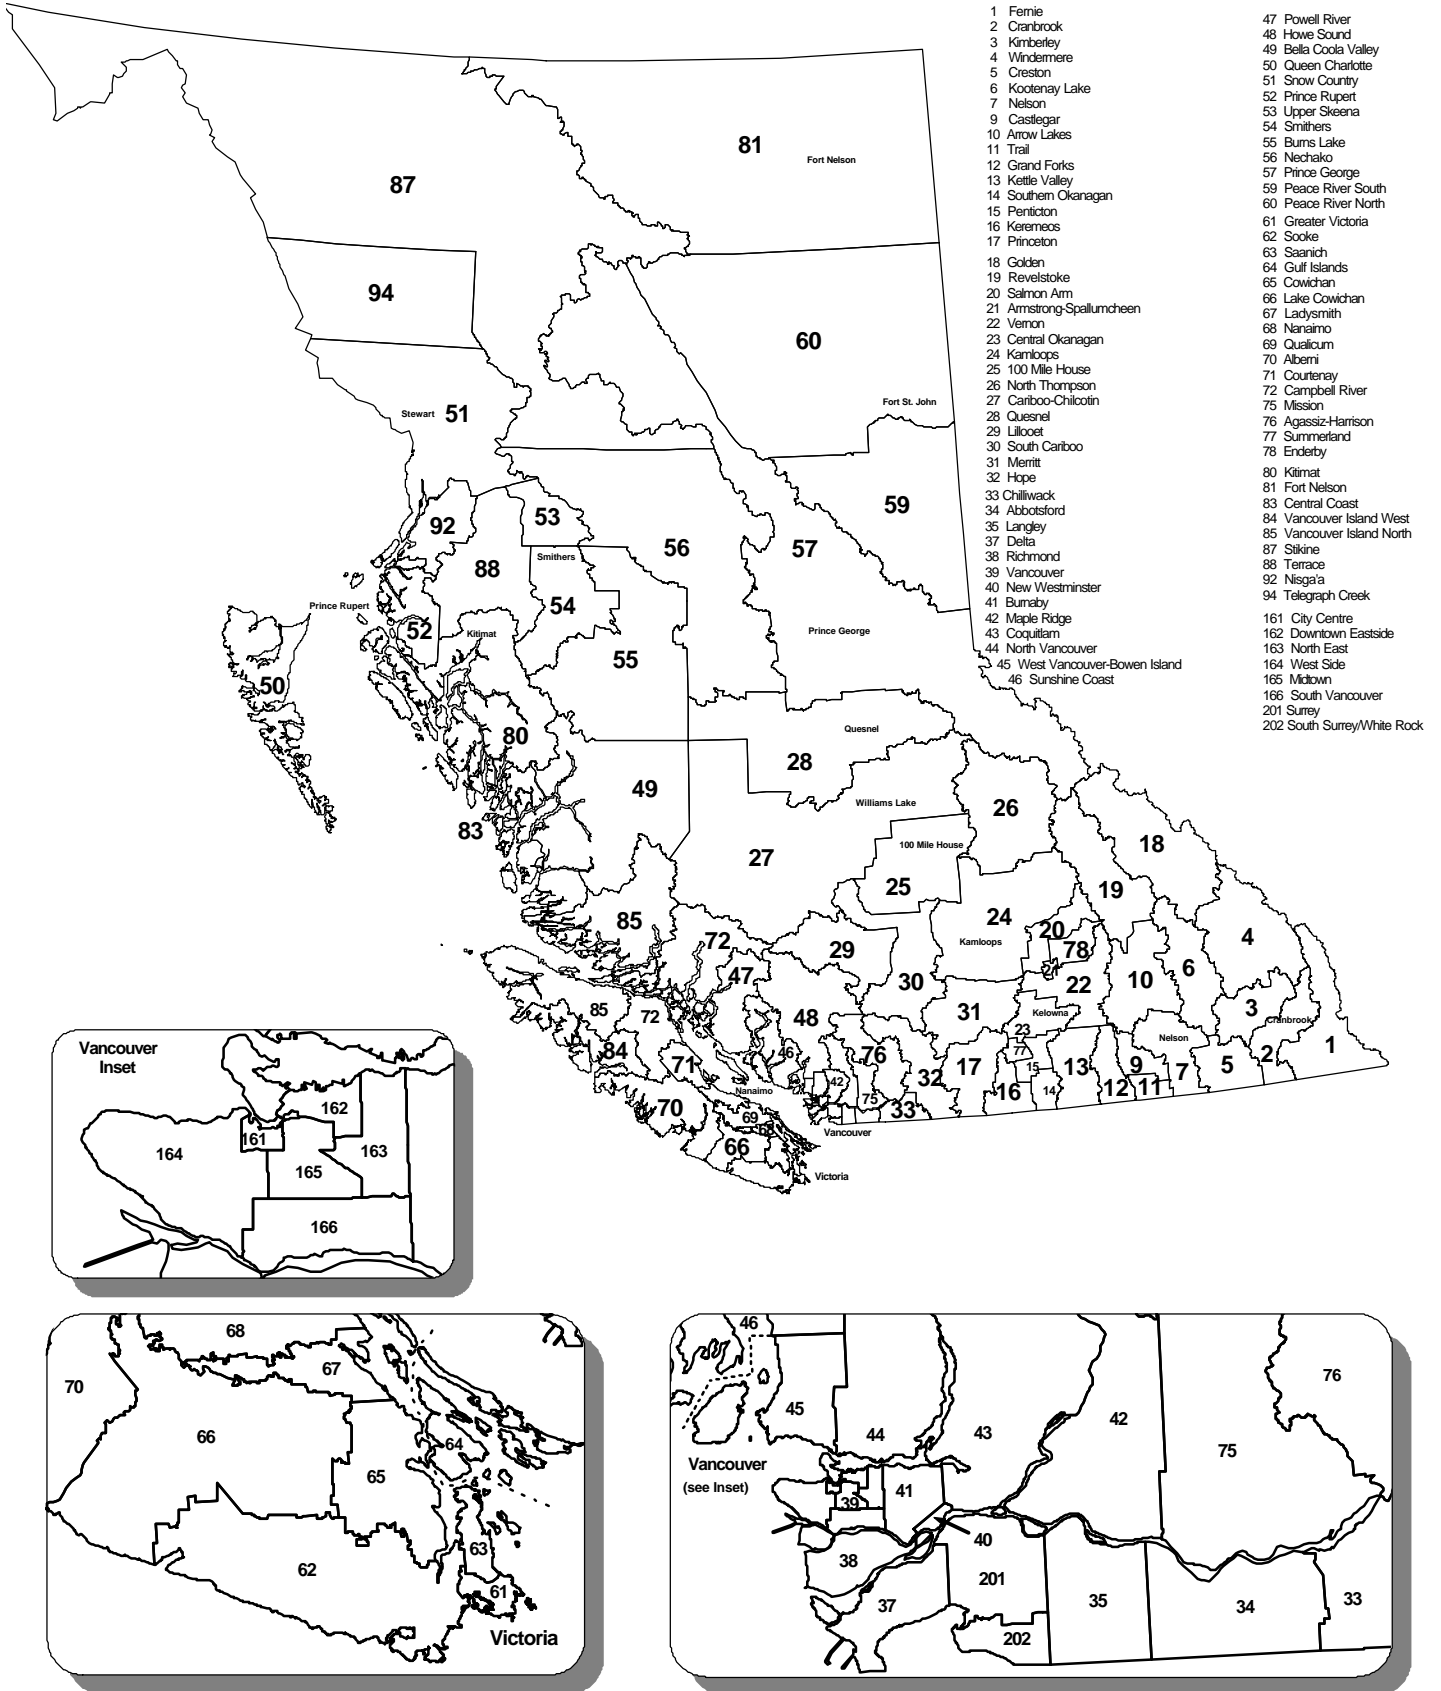 1 Fernie
2 Cranbrook
3 Kimberley
4 Windermere
5 Creston
6 Kootenay Lake
7 Nelson
9 Castlegar
10 Arrow Lakes
11 Trail
12 Grand Forks
13 Kettle Valley
14 Southern Okanagan
15 Penticton
16 Keremeos
17 Princeton
18 Golden
19 Revelstoke
20 Salmon Arm
21 Armstrong-Spallumcheen
22 Vernon
23 Central Okanagan
24 Kamloops
25 100 Mile House
26 North Thompson
27 Cariboo-Chilcotin
28 Quesnel
29 Lillooet
30 South Cariboo
31 Merritt
32 Hope
33 Chilliwack
34 Abbotsford
35 Langley
37 Delta
38 Richmond
39 Vancouver
40 New Westminster
41 Burnaby
42 Maple Ridge
43 Coquitlam
44 North Vancouver
45 West Vancouver-Bowen Island
46 Sunshine Coast
47 Powell River
48 Howe Sound
49 Bella Coola Valley
50 Queen Charlotte
51 Snow Country
52 Prince Rupert
53 Upper Skeena
54 Smithers
55 Burns Lake
56 Nechako
57 Prince George
59 Peace River South
60 Peace River North
61 Greater Victoria
62 Sooke
63 Saanich
64 Gulf Islands
65 Cowichan
66 Lake Cowichan
67 Ladysmith
68 Nanaimo
69 Qualicum
70 Alberni
71 Courtenay
72 Campbell River
75 Mission
76 Agassiz-Harrison
77 Summerland
78 Enderby
80 Kitimat
81 Fort Nelson
83 Central Coast
84 Vancouver Island West
85 Vancouver Island North
87 Stikine
88 Terrace
92 Nisga'a
94 Telegraph Creek
161 City Centre
162 Downtown Eastside
163 North East
164 West Side
165 Midtown
166 South Vancouver
201 Surrey
202 South Surrey/White Rock
81
Fort Nelson
87
94
60
Fort St. John
Stewart 51
59
92
53
56
57
Smithers
88
54
Prince Rupert
52
Kitimat
Prince George
55
50
80
Quesnel
28
49
Williams Lake
26
83
100 Mile House
27
18
25
19
24
85
20
Kamloops
72
29
78
4
47
21
6
30
22
10
85
72
48
31
Kelowna
3
Cranbrook
23
Nelson
1
84
46
76
77
2
71
17
15
13
9
5
32
7
Nanaimo
42
16
14
12
11
70
75
33
69
68
Vancouver
66
Victoria
Vancouver
Inset
162
161
164
163
165
166
68
67
70
66
64
65
63
62
61
Victoria
46
76
45
42
44
43
75
Vancouver
(see Inset)
41
39
40
38
201
37
35
34
33
202